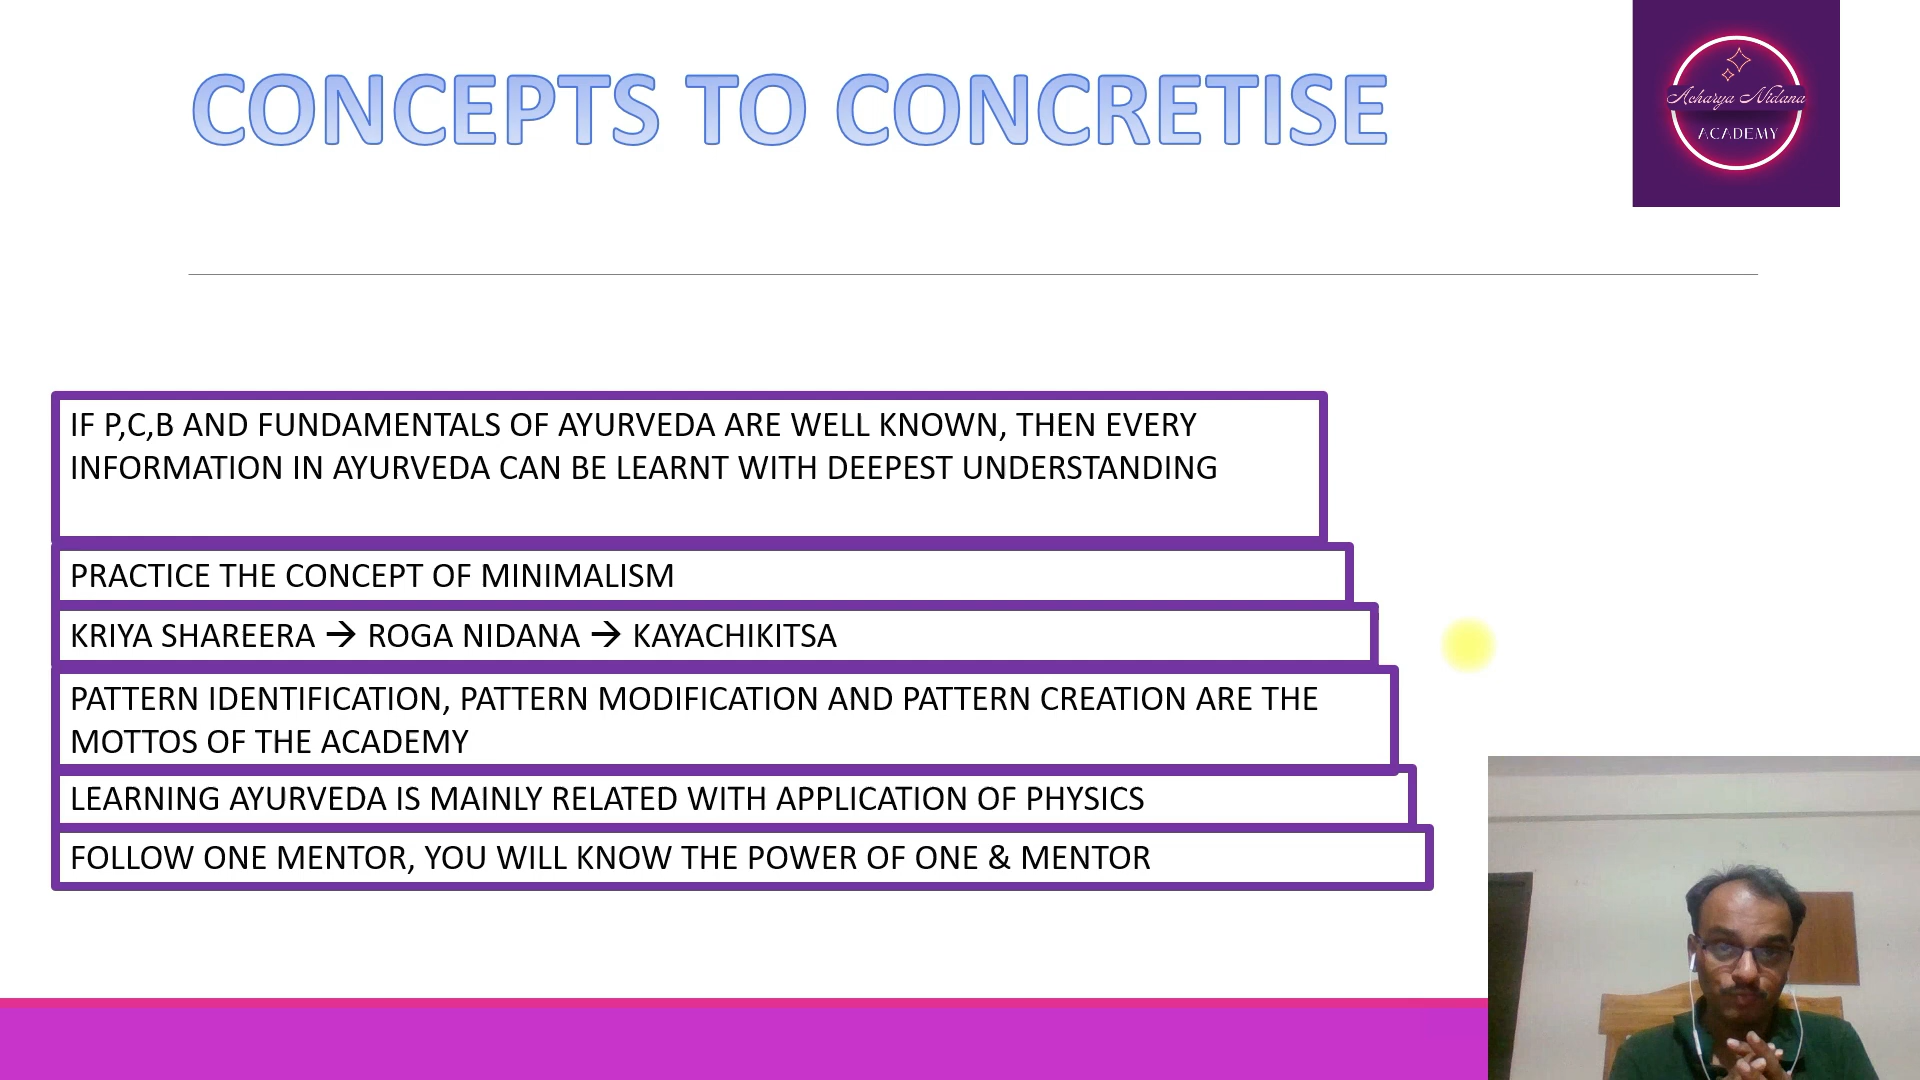 CONCEPTS TO CONCRETISE
Acharya Nidana
ACADEMY
IF P,C,B AND FUNDAMENTALS OF AYURVEDA ARE WELL KNOWN, THEN EVERY
INFORMATION IN AYURVEDA CAN BE LEARNT WITH DEEPEST UNDERSTANDING
PRACTICE THE CONCEPT OF MINIMALISM
KRIYA SHAREERA → ROGA NIDANA → KAYACHIKITSA
PATTERN IDENTIFICATION, PATTERN MODIFICATION AND PATTERN CREATION ARE THE
MOTTOS OF THE ACADEMY
LEARNING AYURVEDA IS MAINLY RELATED WITH APPLICATION OF PHYSICS
FOLLOW ONE MENTOR, YOU WILL KNOW THE POWER OF ONE & MENTOR